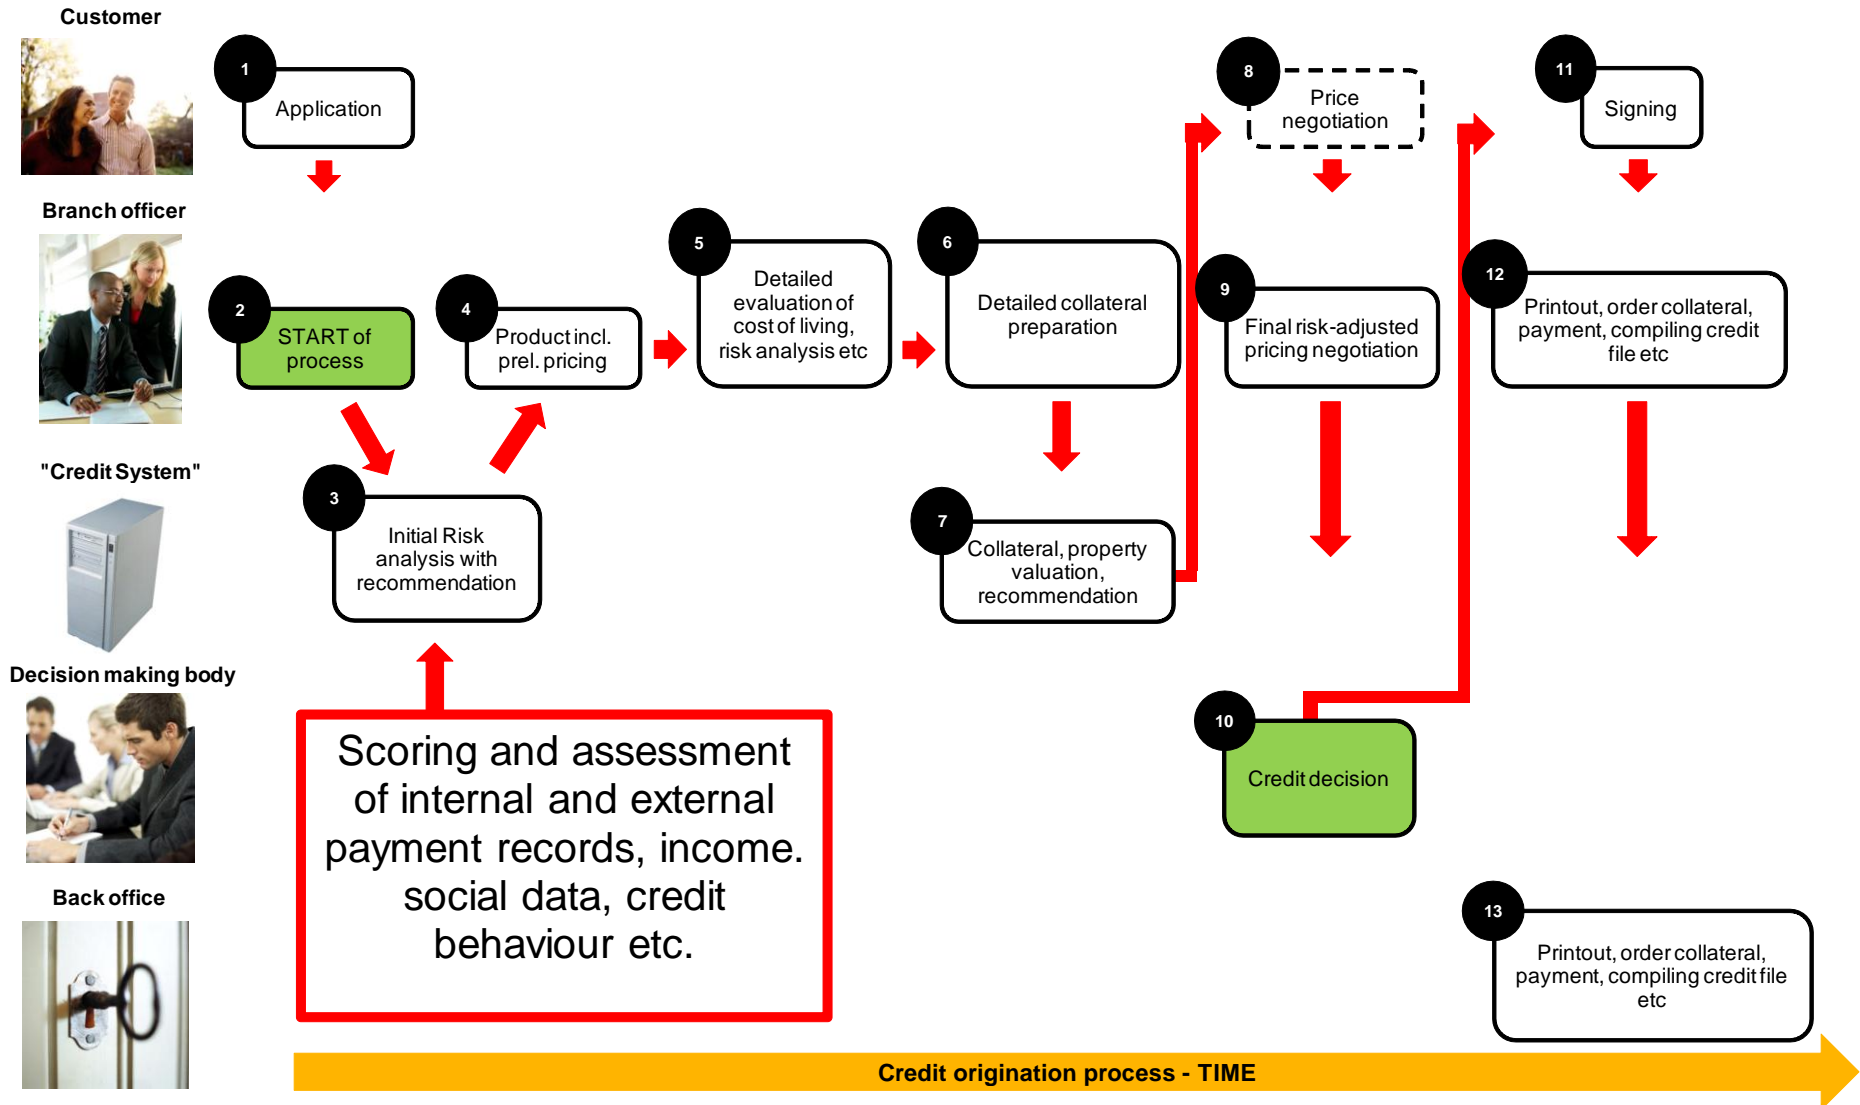 Customer
1
Application
8
Price
negotiation
11
Signing
Branch officer
2
START of
process
4
Product incl.
prel. pricing
5
Detailed
evaluation of
cost of living,
risk analysis etc
6
Detailed collateral
preparation
9
Final risk-adjusted
pricing negotiation
12
Printout, order collateral,
payment, compiling credit
file etc
"Credit System"
3
Initial Risk
analysis with
recommendation
7
Collateral, property
valuation,
recommendation
Decision making body
Scoring and assessment
of internal and external
payment records, income.
social data, credit
behaviour etc.
10
Credit decision
Back office
13
Printout, order collateral,
payment, compiling credit file
etc
Credit origination process - TIME